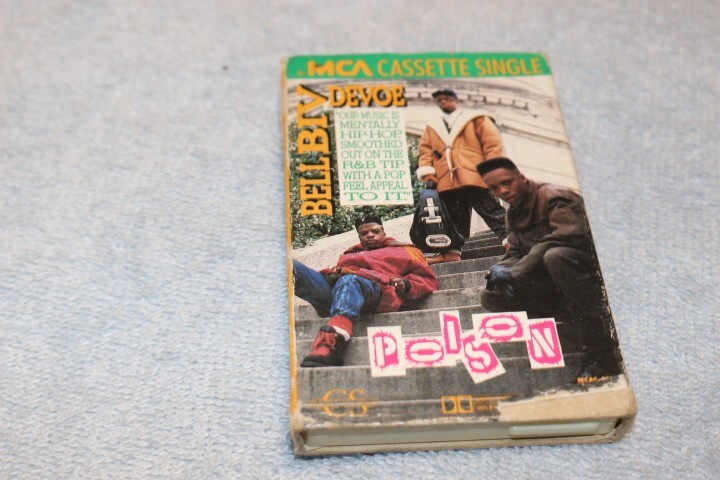 MCA CASSETTE SINGLE
BELL BIV
DEVOE
"OUR MUSIC IS
MENTALLY
HIP-HOP,
SMOOTHED
OUT ON THE
R&B TIP
WITH A POP
FEEL APPEAL
TO IT."
POISON
CS